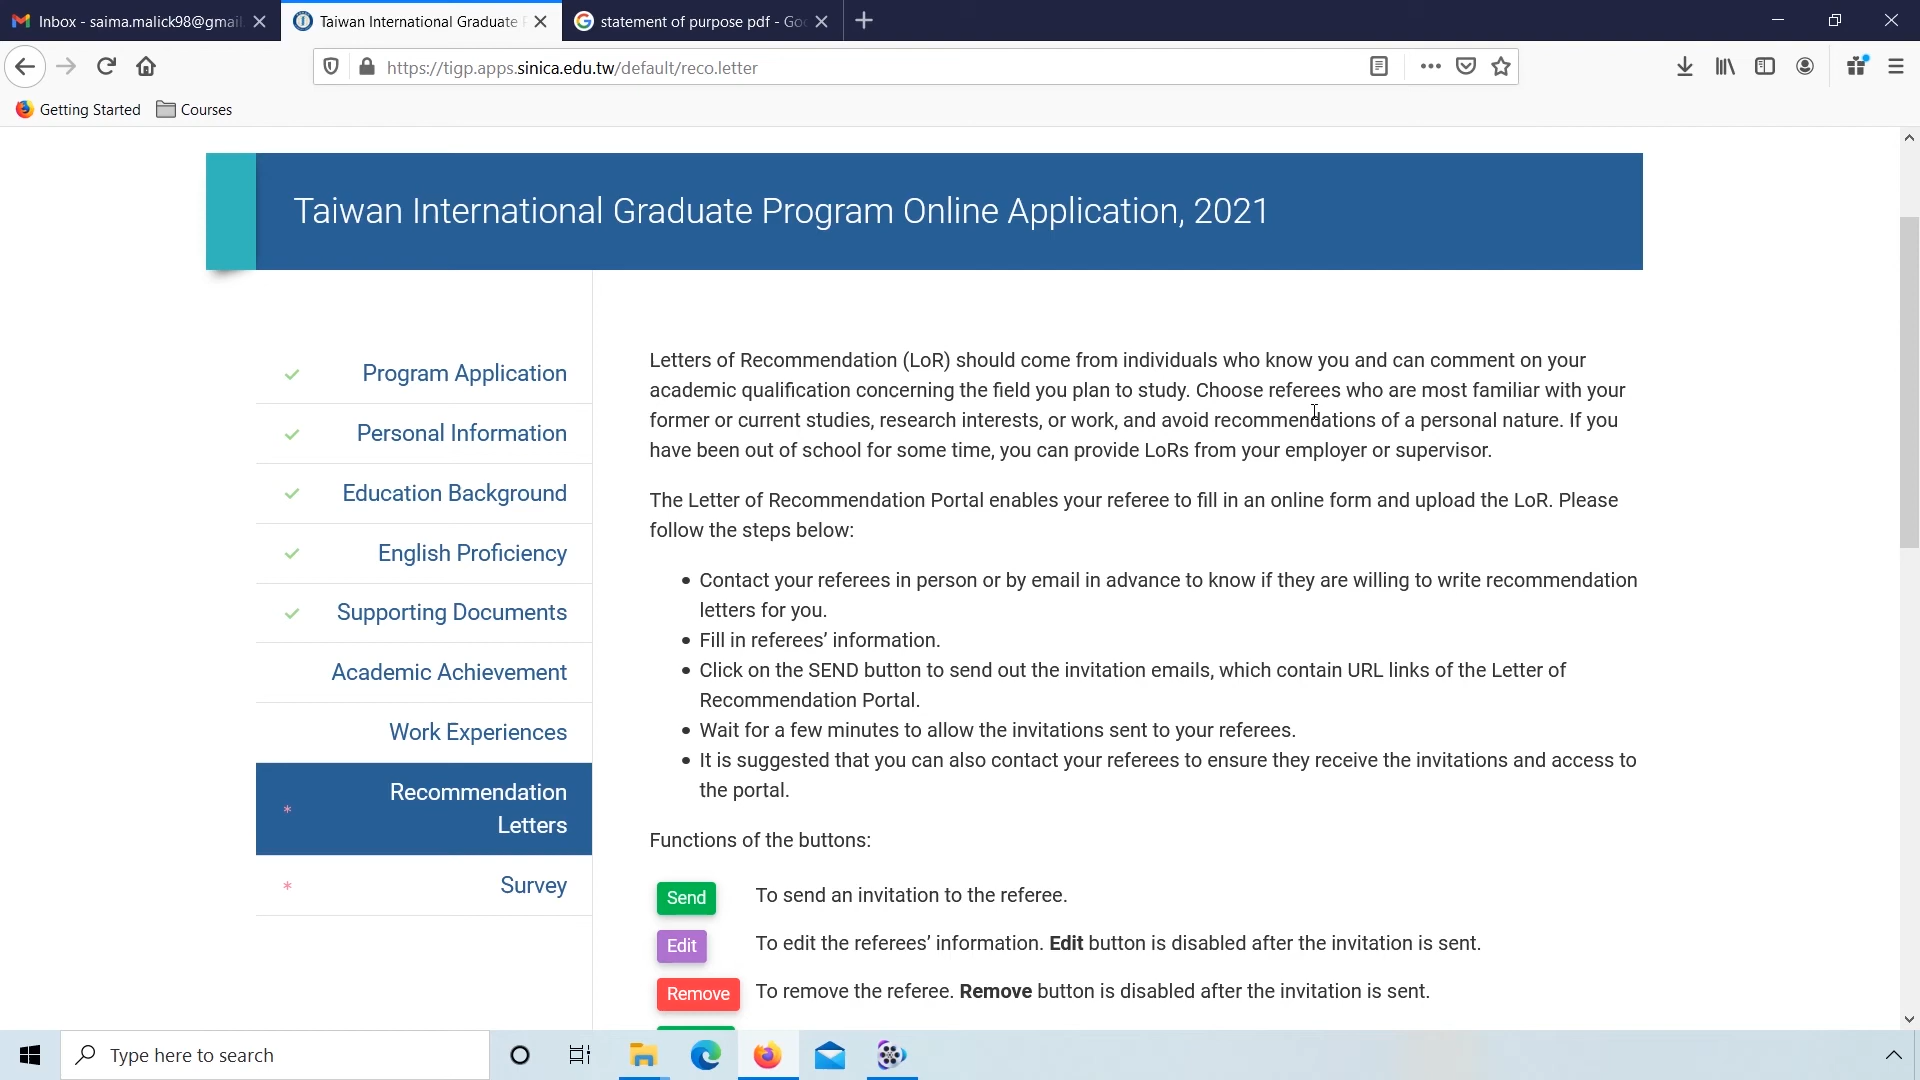 Inbox - saima.malick98@gmail.
Taiwan International Graduate P
statement of purpose pdf - Goo
https://tigp.apps.sinica.edu.tw/default/reco.letter
Getting Started
Courses
Taiwan International Graduate Program Online Application, 2021
Program Application
Personal Information
Education Background
English Proficiency
Supporting Documents
Academic Achievement
Work Experiences
* Recommendation
Letters
* Survey
Letters of Recommendation (LoR) should come from individuals who know you and can comment on your
academic qualification concerning the field you plan to study. Choose referees who are most familiar with your
former or current studies, research interests, or work, and avoid recommendations of a personal nature. If you
have been out of school for some time, you can provide LoRs from your employer or supervisor.
The Letter of Recommendation Portal enables your referee to fill in an online form and upload the LoR. Please
follow the steps below:
• Contact your referees in person or by email in advance to know if they are willing to write recommendation
letters for you.
• Fill in referees’ information.
• Click on the SEND button to send out the invitation emails, which contain URL links of the Letter of
Recommendation Portal.
• Wait for a few minutes to allow the invitations sent to your referees.
• It is suggested that you can also contact your referees to ensure they receive the invitations and access to
the portal.
Functions of the buttons:
Send To send an invitation to the referee.
Edit To edit the referees’ information. Edit button is disabled after the invitation is sent.
Remove To remove the referee. Remove button is disabled after the invitation is sent.
Type here to search